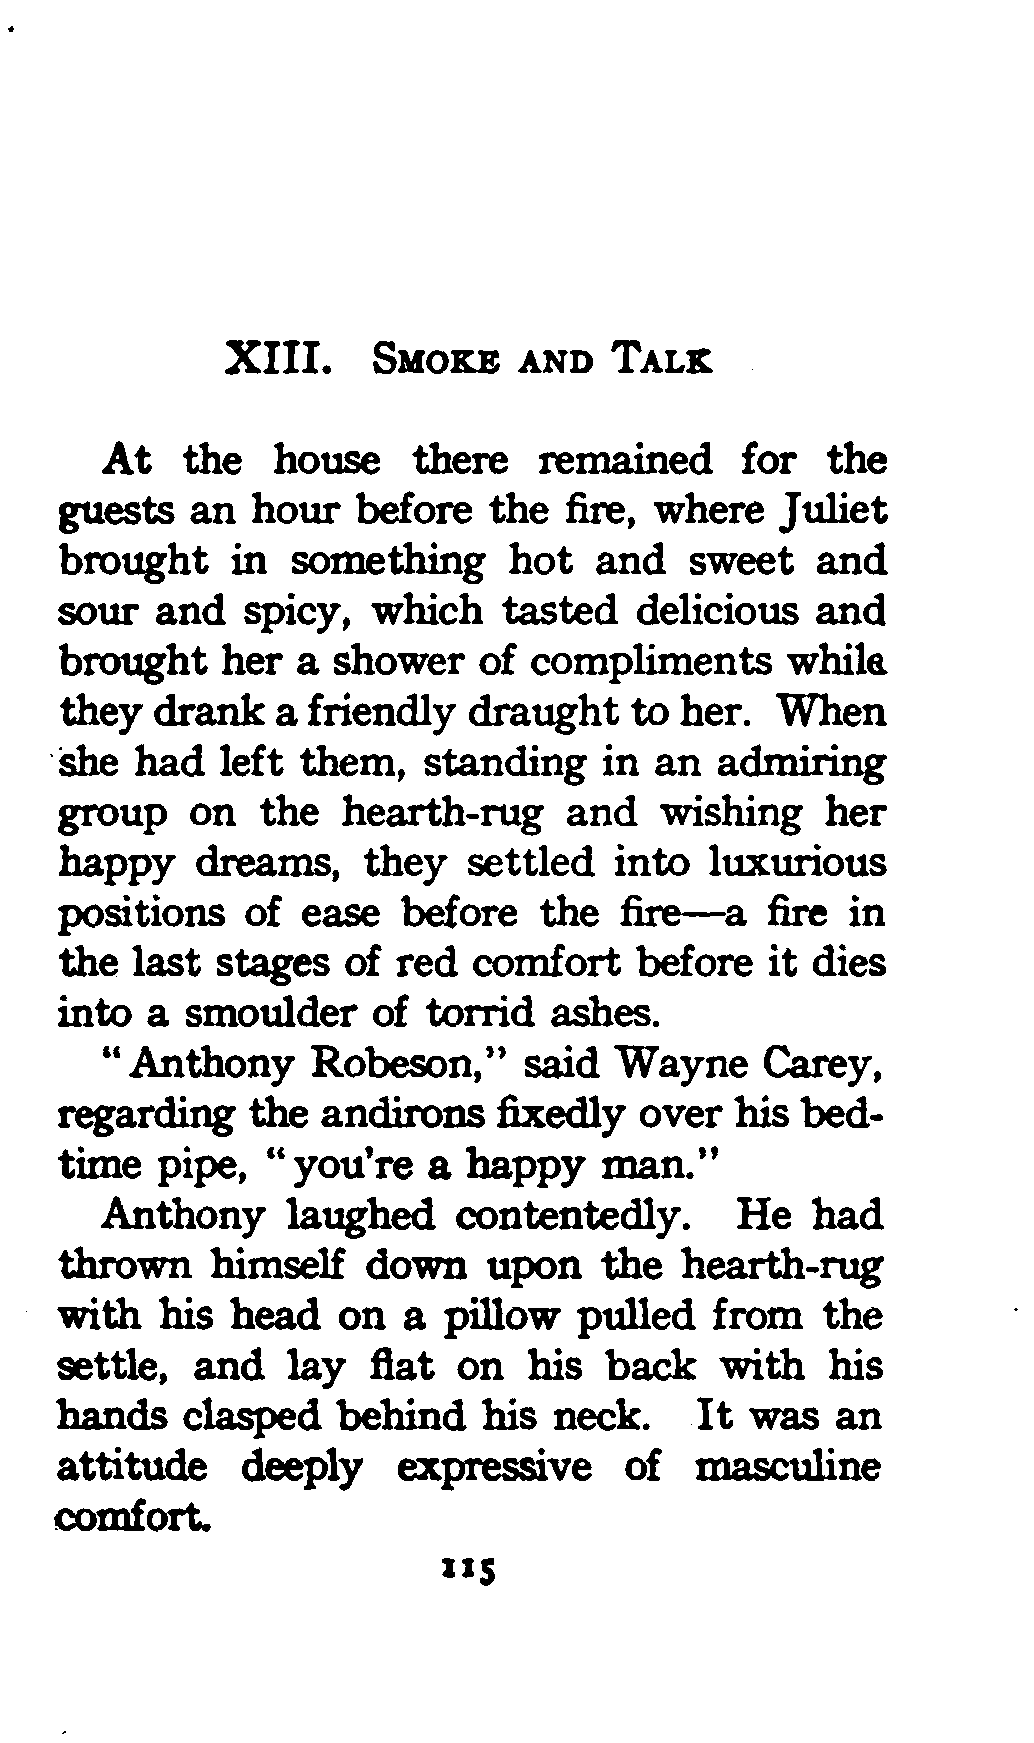 XIII. Smoke and Talk
At the house there remained for the
guests an hour before the fire, where Juliet
brought in something hot and sweet and
sour and spicy, which tasted delicious and
brought her a shower of compliments while
they drank a friendly draught to her. When
she had left them, standing in an admiring
group on the hearth-rug and wishing her
happy dreams, they settled into luxurious
positions of ease before the fire—a fire in
the last stages of red comfort before it dies
into a smoulder of torrid ashes.
"Anthony Robeson," said Wayne Carey,
regarding the andirons fixedly over his bed-
time pipe, "you're a happy man."
Anthony laughed contentedly. He had
thrown himself down upon the hearth-rug
with his head on a pillow pulled from the
settle, and lay flat on his back with his
hands clasped behind his neck. It was an
attitude deeply expressive of masculine
comfort.
115